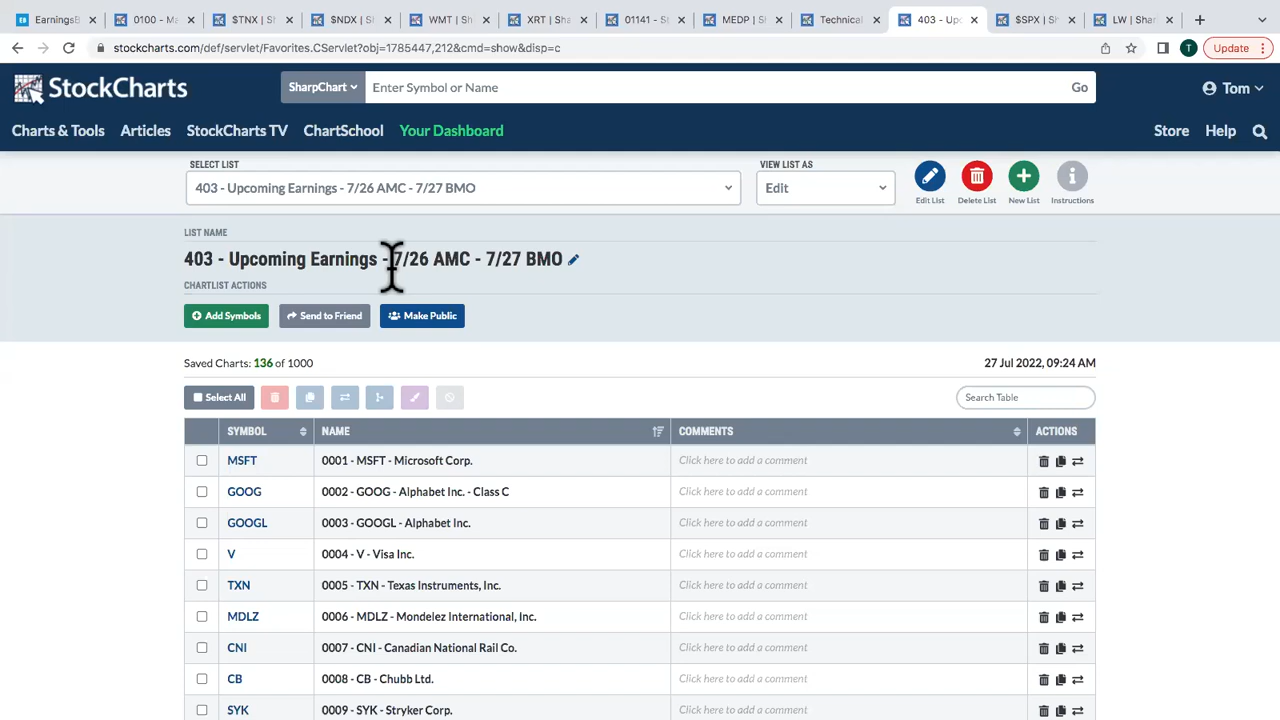 EarningsB
0100 - Ma
$TNX | Sh
$NDX | Sh
WMT | Sh
XRT | Sha
01141 - St
MEDP | Sh
Technical
403 - Upc
$SPX | Sh
LW | Shar
stockcharts.com/def/servlet/Favorites.CServlet?obj=1785447,212&cmd=show&disp=c
T
Update
StockCharts
SharpChart
Enter Symbol or Name
Go
Tom
Charts & Tools
Articles
StockCharts TV
ChartSchool
Your Dashboard
Store
Help
SELECT LIST
VIEW LIST AS
403 - Upcoming Earnings - 7/26 AMC - 7/27 BMO
Edit
Edit List
Delete List
New List
Instructions
LIST NAME
403 - Upcoming Earnings - 7/26 AMC - 7/27 BMO
CHARTLIST ACTIONS
Add Symbols
Send to Friend
Make Public
Saved Charts: 136 of 1000
27 Jul 2022, 09:24 AM
Select All
Search Table
SYMBOL NAME COMMENTS ACTIONS
MSFT 0001 - MSFT - Microsoft Corp. Click here to add a comment
GOOG 0002 - GOOG - Alphabet Inc. - Class C Click here to add a comment
GOOGL 0003 - GOOGL - Alphabet Inc. Click here to add a comment
V 0004 - V - Visa Inc. Click here to add a comment
TXN 0005 - TXN - Texas Instruments, Inc. Click here to add a comment
MDLZ 0006 - MDLZ - Mondelez International, Inc. Click here to add a comment
CNI 0007 - CNI - Canadian National Rail Co. Click here to add a comment
CB 0008 - CB - Chubb Ltd. Click here to add a comment
SYK 0009 - SYK - Stryker Corp. Click here to add a comment